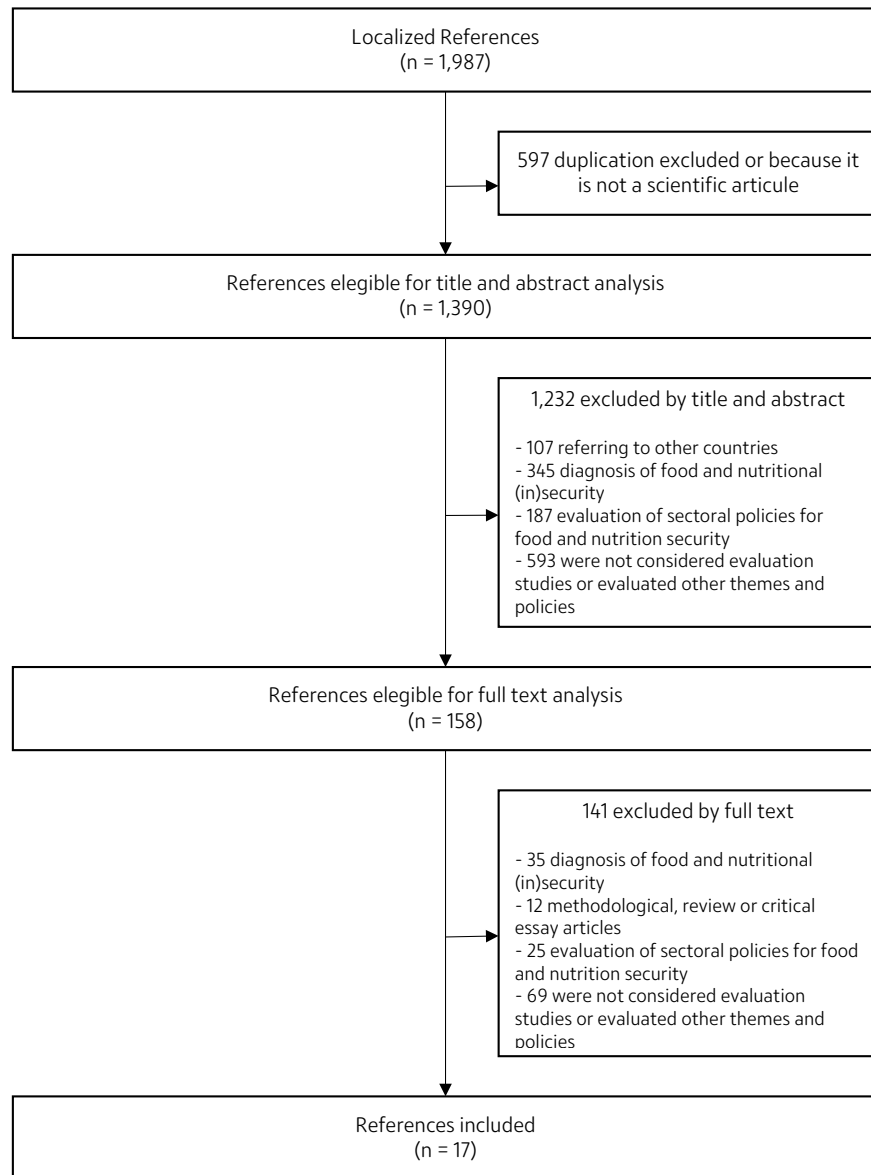 Localized References
(n = 1,987)
597 duplication excluded or because it
is not a scientific articule
References elegible for title and abstract analysis
(n = 1,390)
1,232 excluded by title and abstract
- 107 referring to other countries
- 345 diagnosis of food and nutritional
(in)security
- 187 evaluation of sectoral policies for
food and nutrition security
- 593 were not considered evaluation
studies or evaluated other themes and
policies
References elegible for full text analysis
(n = 158)
141 excluded by full text
- 35 diagnosis of food and nutritional
(in)security
- 12 methodological, review or critical
essay articles
- 25 evaluation of sectoral policies for food
and nutrition security
- 69 were not considered evaluation
studies or evaluated other themes and
policies
References included
(n = 17)